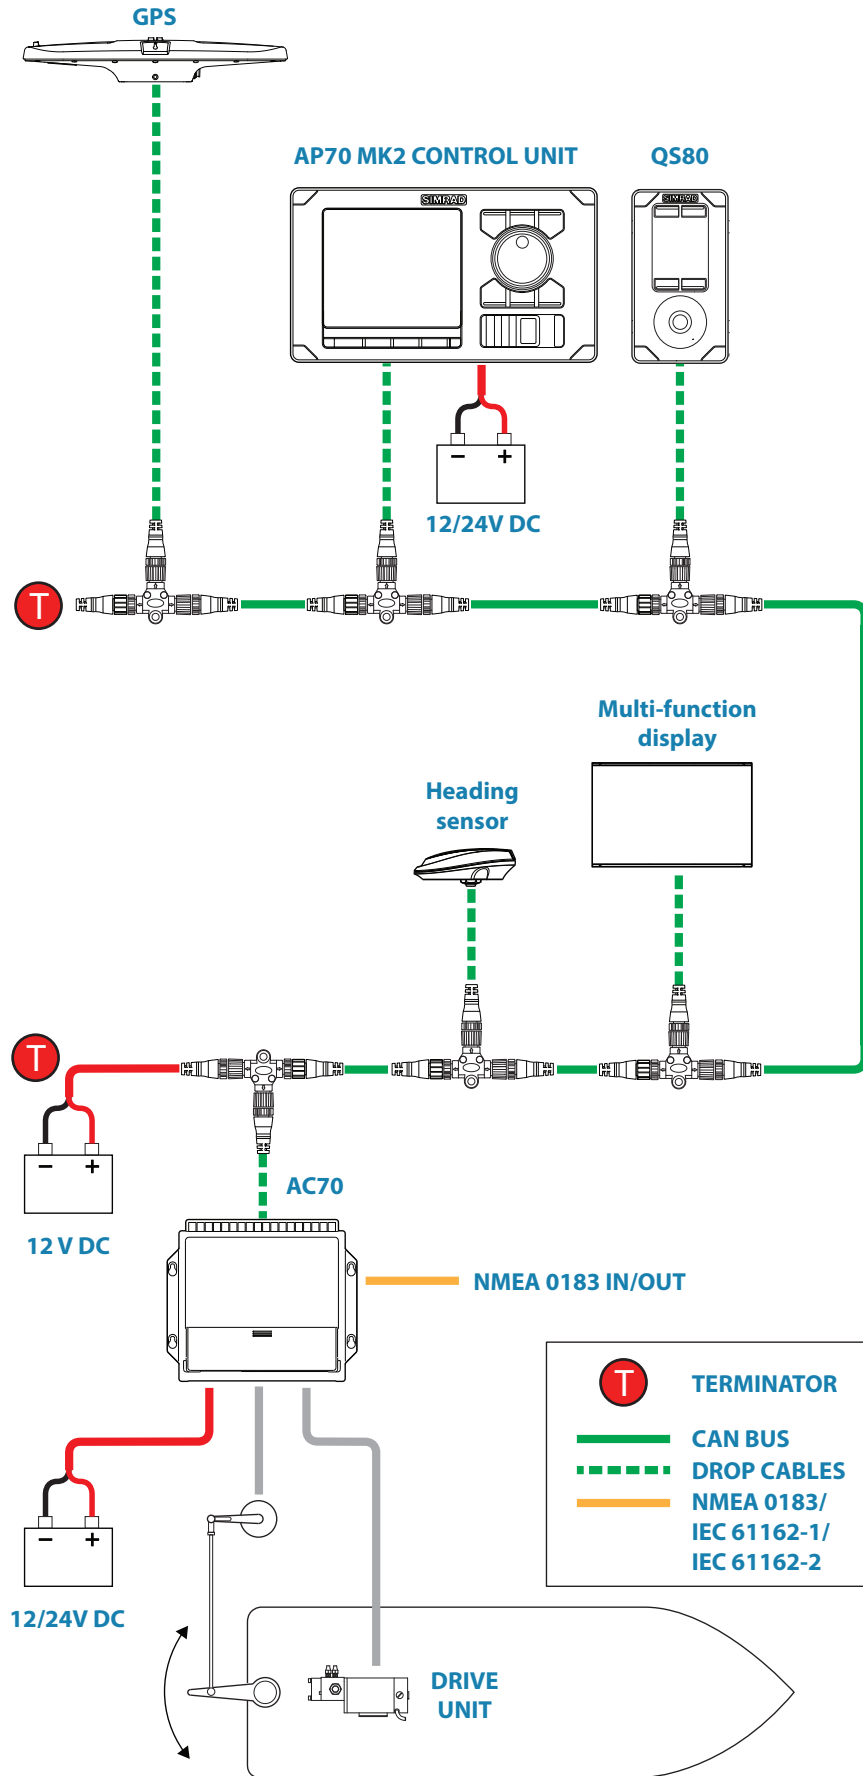 GPS
AP70 MK2 CONTROL UNIT
QS80
SIMRAD
SIMRAD
− +
12/24V DC
T
Multi-function
display
Heading
sensor
T
− +
12 V DC
AC70
NMEA 0183 IN/OUT
− +
12/24V DC
DRIVE
UNIT
T TERMINATOR
CAN BUS
DROP CABLES
NMEA 0183/
IEC 61162-1/
IEC 61162-2